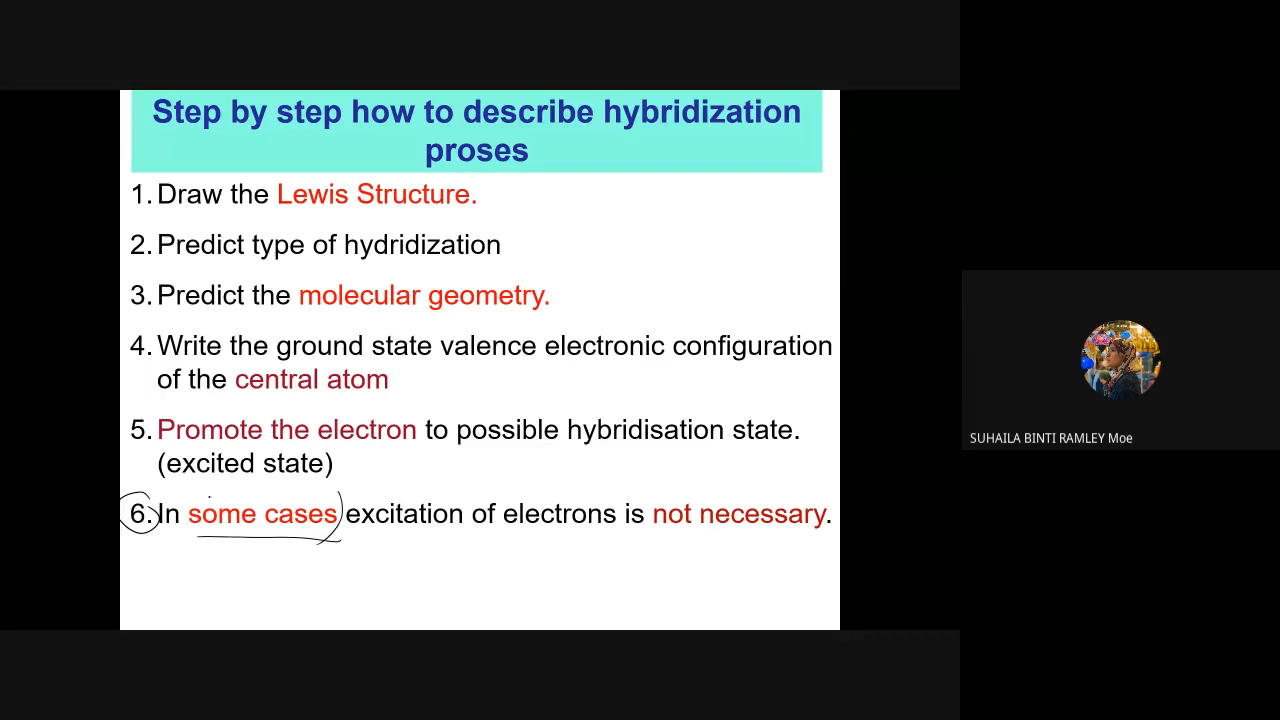 Step by step how to describe hybridization
proses
1. Draw the Lewis Structure.
2. Predict type of hydridization
3. Predict the molecular geometry.
4. Write the ground state valence electronic configuration
of the central atom
5. Promote the electron to possible hybridisation state.
(excited state)
6. In some cases excitation of electrons is not necessary.
SUHAILA BINTI RAMLEY Moe